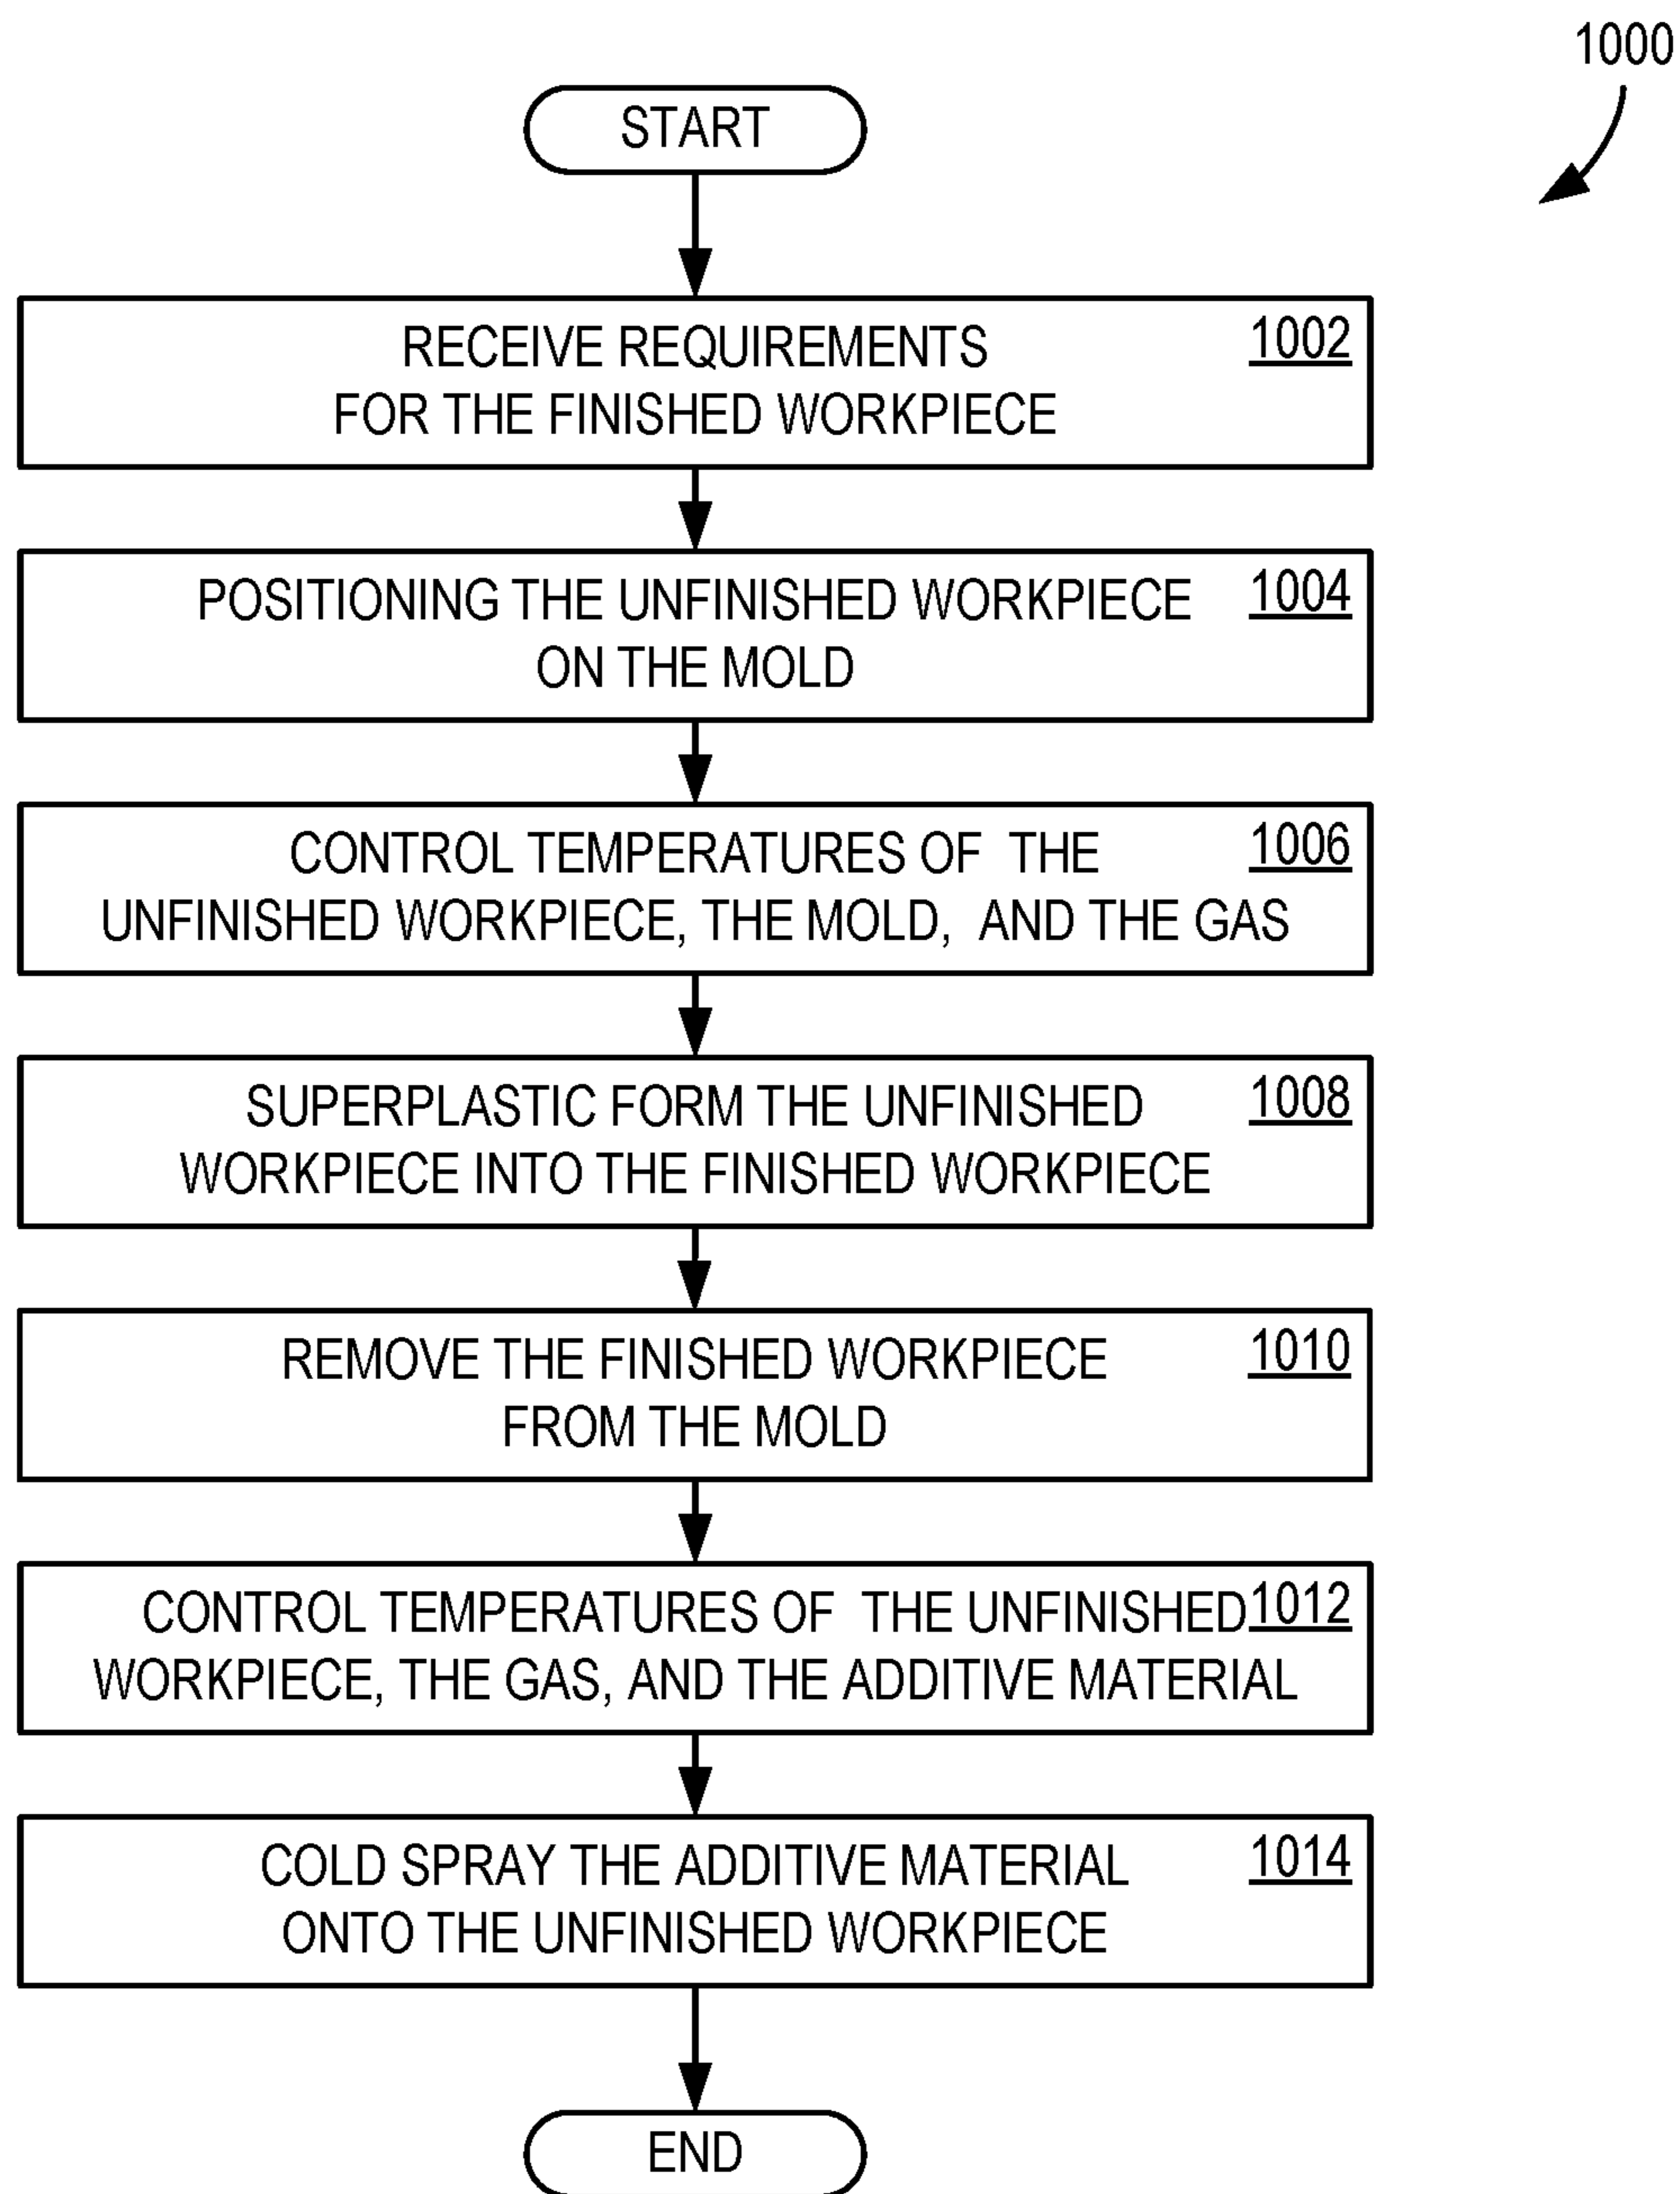 1000
START
RECEIVE REQUIREMENTS 1002
FOR THE FINISHED WORKPIECE
POSITIONING THE UNFINISHED WORKPIECE 1004
ON THE MOLD
CONTROL TEMPERATURES OF THE 1006
UNFINISHED WORKPIECE, THE MOLD, AND THE GAS
SUPERPLASTIC FORM THE UNFINISHED 1008
WORKPIECE INTO THE FINISHED WORKPIECE
REMOVE THE FINISHED WORKPIECE 1010
FROM THE MOLD
CONTROL TEMPERATURES OF THE UNFINISHED 1012
WORKPIECE, THE GAS, AND THE ADDITIVE MATERIAL
COLD SPRAY THE ADDITIVE MATERIAL 1014
ONTO THE UNFINISHED WORKPIECE
END